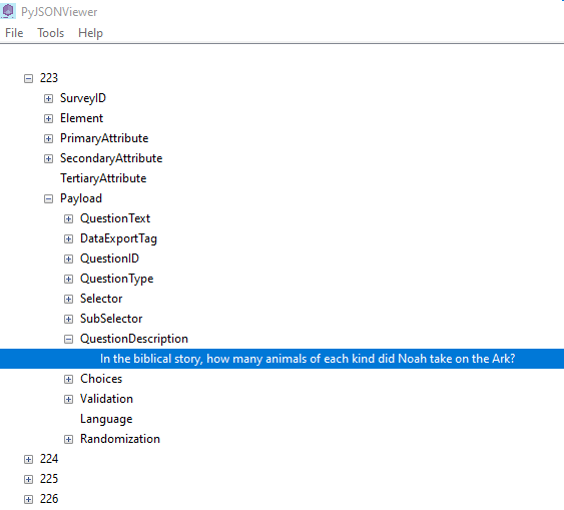 PyJSONViewer
File Tools Help
223
SurveyID
Element
PrimaryAttribute
SecondaryAttribute
TertiaryAttribute
Payload
QuestionText
DataExportTag
QuestionID
QuestionType
Selector
SubSelector
QuestionDescription
In the biblical story, how many animals of each kind did Noah take on the Ark?
Choices
Validation
Language
Randomization
224
225
226